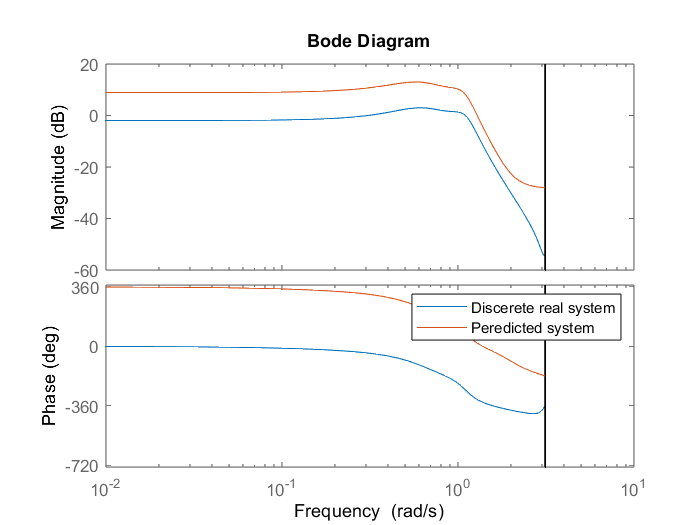 Bode Diagram
20
0
-20
-40
-60
Magnitude (dB)
360
0
-360
-720
Phase (deg)
Discerete real system
Peredicted system
10^-2
10^-1
10^0
10^1
Frequency (rad/s)